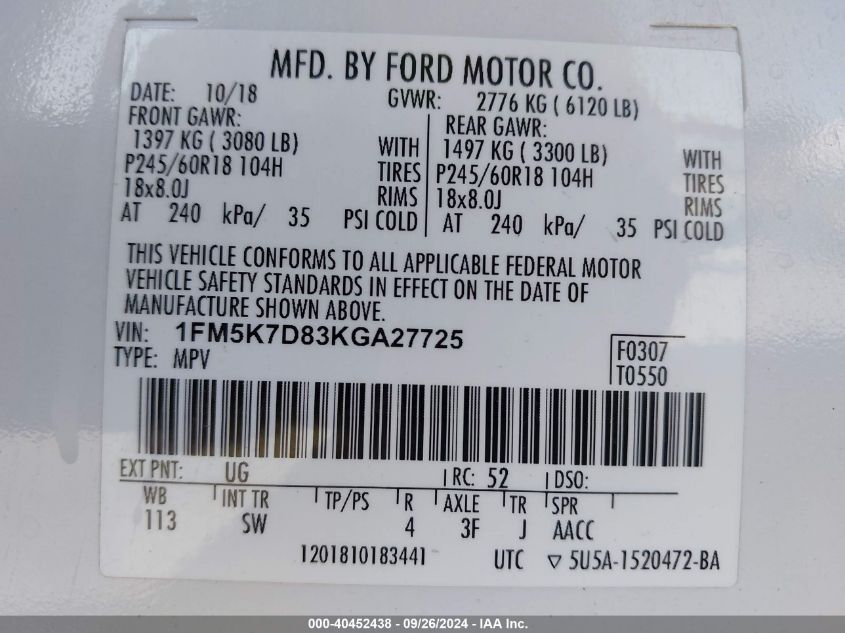 MFD. BY FORD MOTOR CO.
DATE: 10/18 GVWR: 2776 KG ( 6120 LB)
FRONT GAWR: REAR GAWR:
1397 KG ( 3080 LB) WITH 1497 KG ( 3300 LB) WITH
P245/60R18 104H TIRES P245/60R18 104H TIRES
18x8.0J RIMS 18x8.0J RIMS
AT 240 kPa/ 35 PSI COLD AT 240 kPa/ 35 PSI COLD
THIS VEHICLE CONFORMS TO ALL APPLICABLE FEDERAL MOTOR
VEHICLE SAFETY STANDARDS IN EFFECT ON THE DATE OF
MANUFACTURE SHOWN ABOVE.
VIN: 1FM5K7D83KGA27725 F0307
TYPE: MPV T0550
EXT PNT: UG RC: 52 DSO:
WB INT TR TP/PS R AXLE TR SPR
113 SW 4 3F J AACC
1201810183441 UTC ▽ 5U5A-1520472-BA
000-40452438 - 09/26/2024 - IAA Inc.